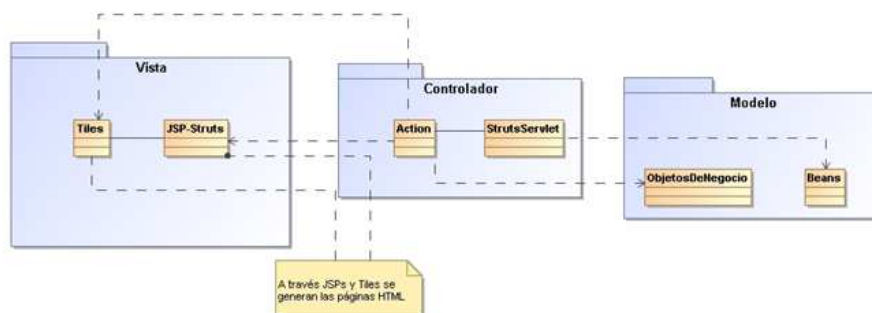 Vista
Controlador
Modelo
Tiles
JSP-Struts
Action
StrutsServlet
ObjetosDeNegocio
Beans
A través JSPs y Tiles se
generan las páginas HTML